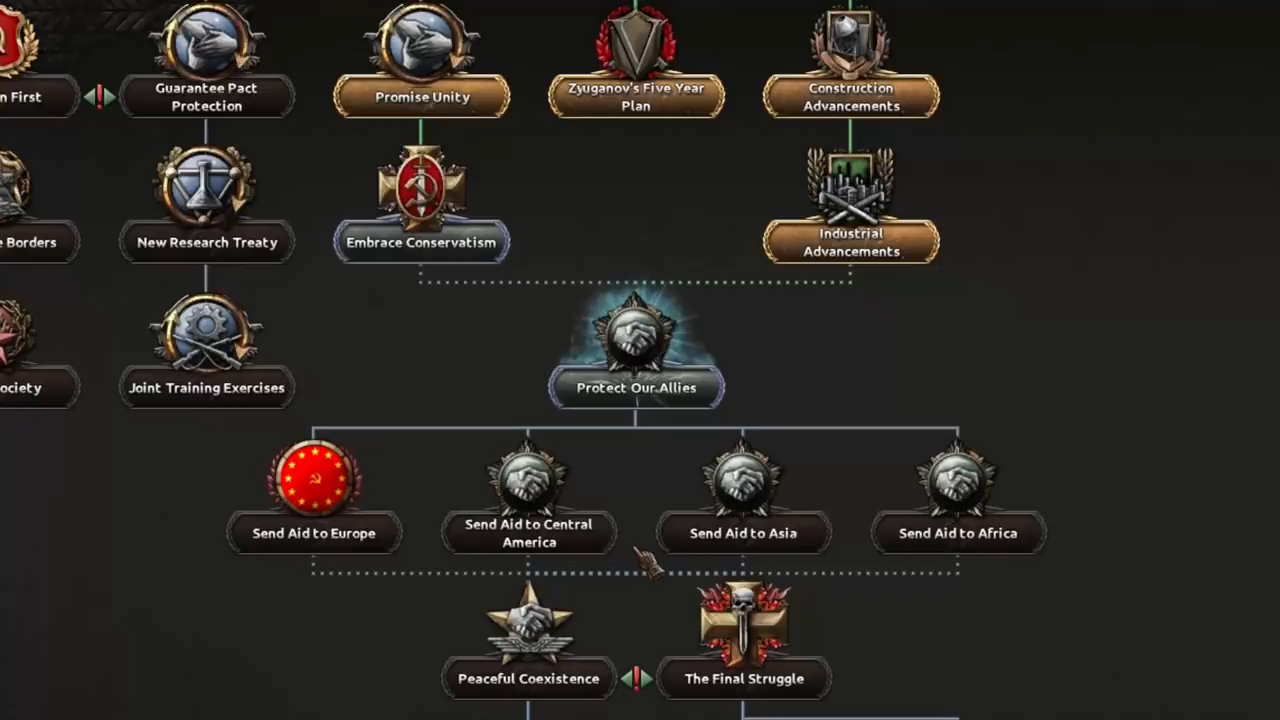 n First
Guarantee Pact
Protection
Promise Unity
Zyuganov's Five Year
Plan
Construction
Advancements
e Borders
New Research Treaty
Embrace Conservatism
Industrial
Advancements
ociety
Joint Training Exercises
Protect Our Allies
Send Aid to Europe
Send Aid to Central
America
Send Aid to Asia
Send Aid to Africa
Peaceful Coexistence
The Final Struggle